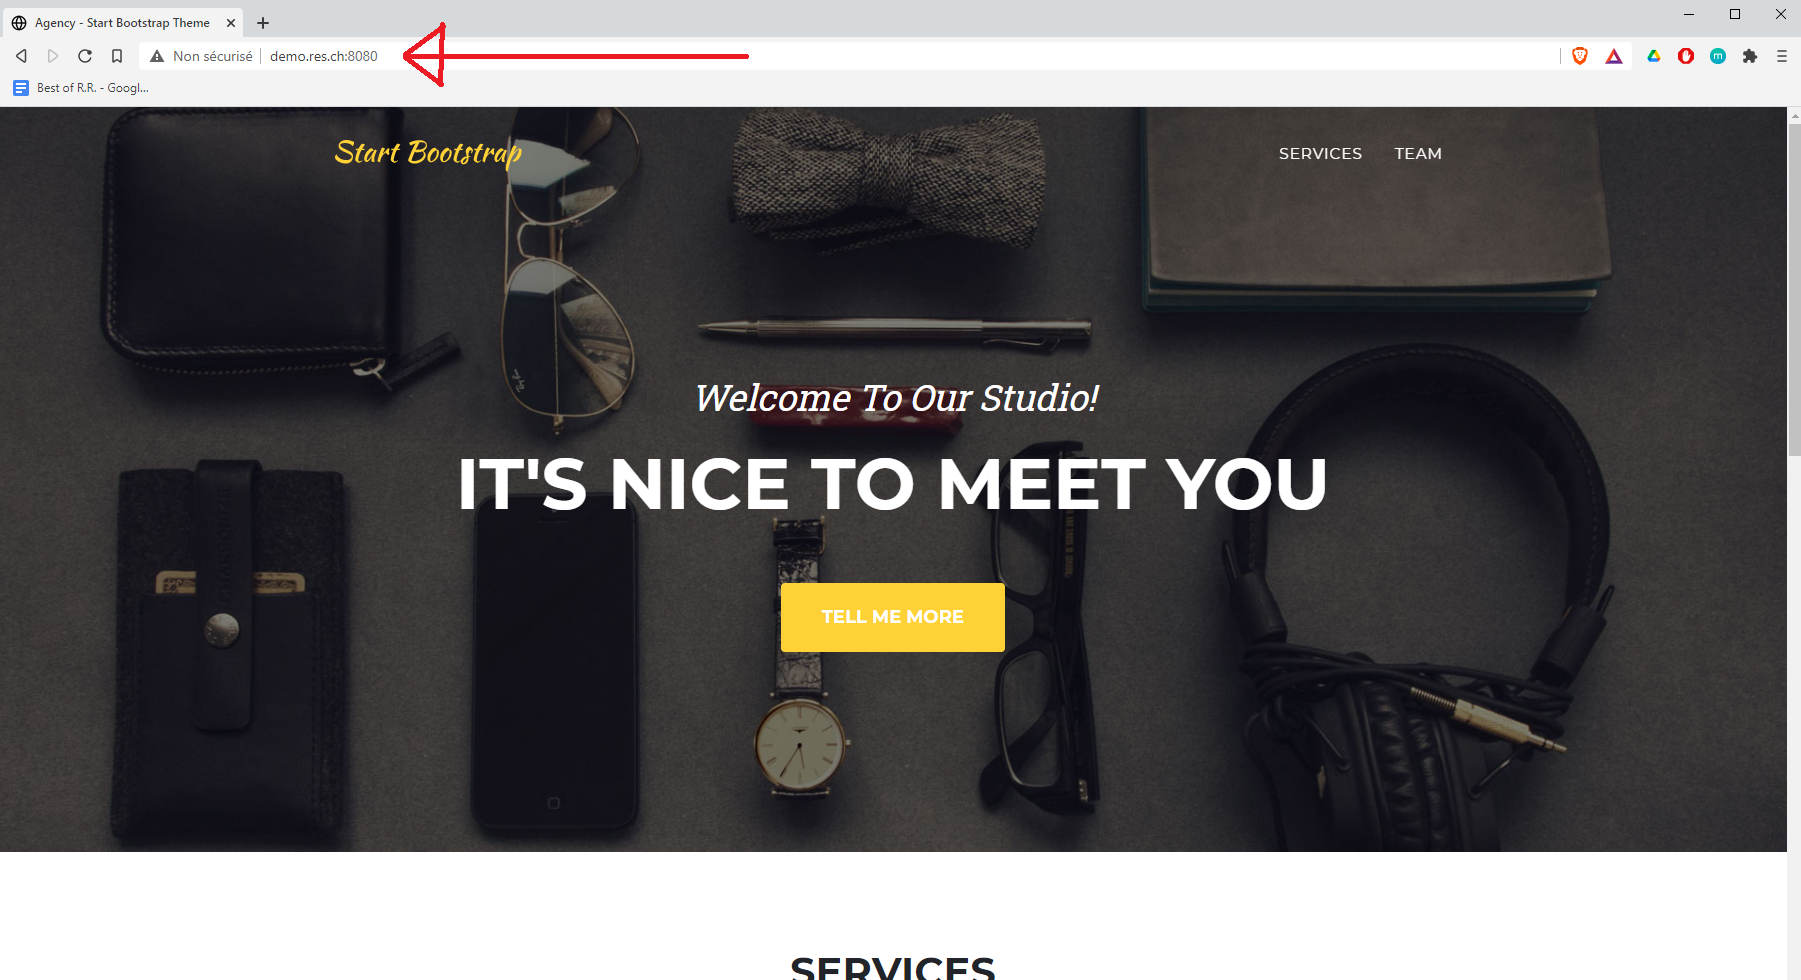 Agency - Start Bootstrap Theme
Non sécurisé demo.res.ch:8080
Best of R.R. - Googl...
Start Bootstrap
SERVICES TEAM
Welcome To Our Studio!
IT'S NICE TO MEET YOU
TELL ME MORE
SERVICES